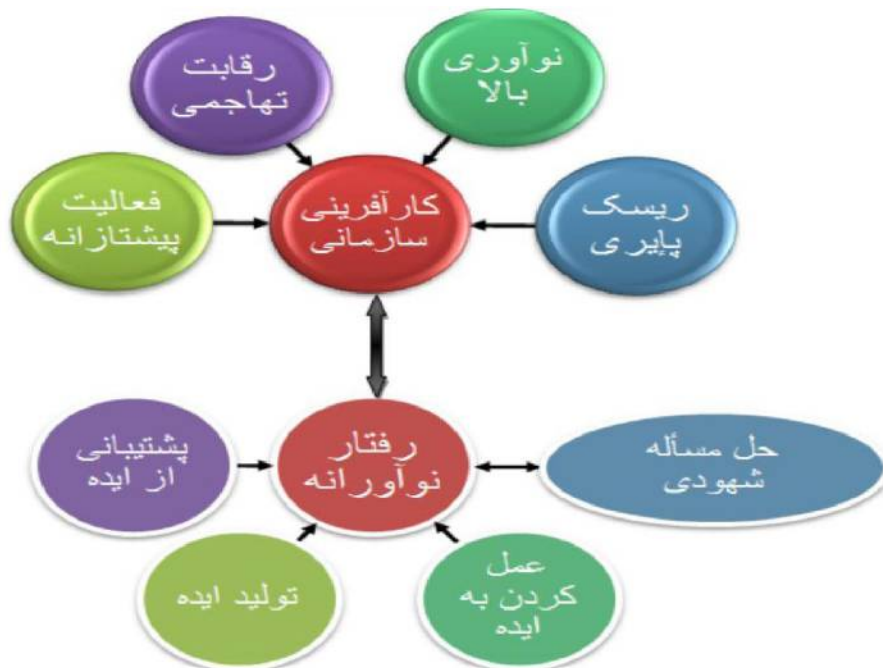 نوآوری
بالا
رقابت
تهاجمی
ریسک
پایری
کارآفرینی
سازمانی
فعالیت
پیشتازانه
حل مسأله
شهودی
رفتار
نوآورانه
پشتیبانی
از ایده
عمل
کردن به
ایده
تولید ایده